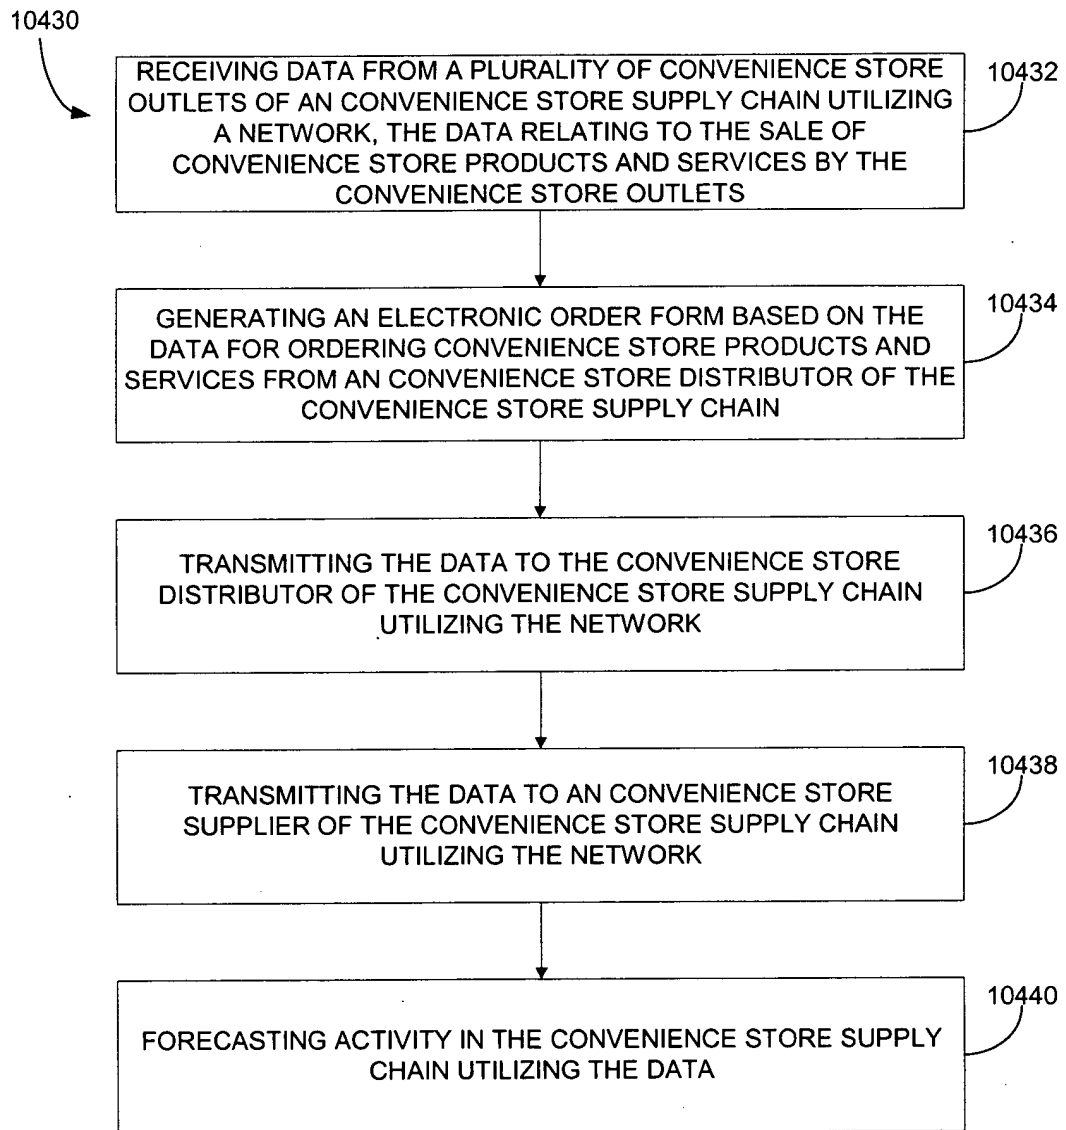 10430
RECEIVING DATA FROM A PLURALITY OF CONVENIENCE STORE
OUTLETS OF AN CONVENIENCE STORE SUPPLY CHAIN UTILIZING
A NETWORK, THE DATA RELATING TO THE SALE OF
CONVENIENCE STORE PRODUCTS AND SERVICES BY THE
CONVENIENCE STORE OUTLETS
10432
GENERATING AN ELECTRONIC ORDER FORM BASED ON THE
DATA FOR ORDERING CONVENIENCE STORE PRODUCTS AND
SERVICES FROM AN CONVENIENCE STORE DISTRIBUTOR OF THE
CONVENIENCE STORE SUPPLY CHAIN
10434
TRANSMITTING THE DATA TO THE CONVENIENCE STORE
DISTRIBUTOR OF THE CONVENIENCE STORE SUPPLY CHAIN
UTILIZING THE NETWORK
10436
TRANSMITTING THE DATA TO AN CONVENIENCE STORE
SUPPLIER OF THE CONVENIENCE STORE SUPPLY CHAIN
UTILIZING THE NETWORK
10438
FORECASTING ACTIVITY IN THE CONVENIENCE STORE SUPPLY
CHAIN UTILIZING THE DATA
10440